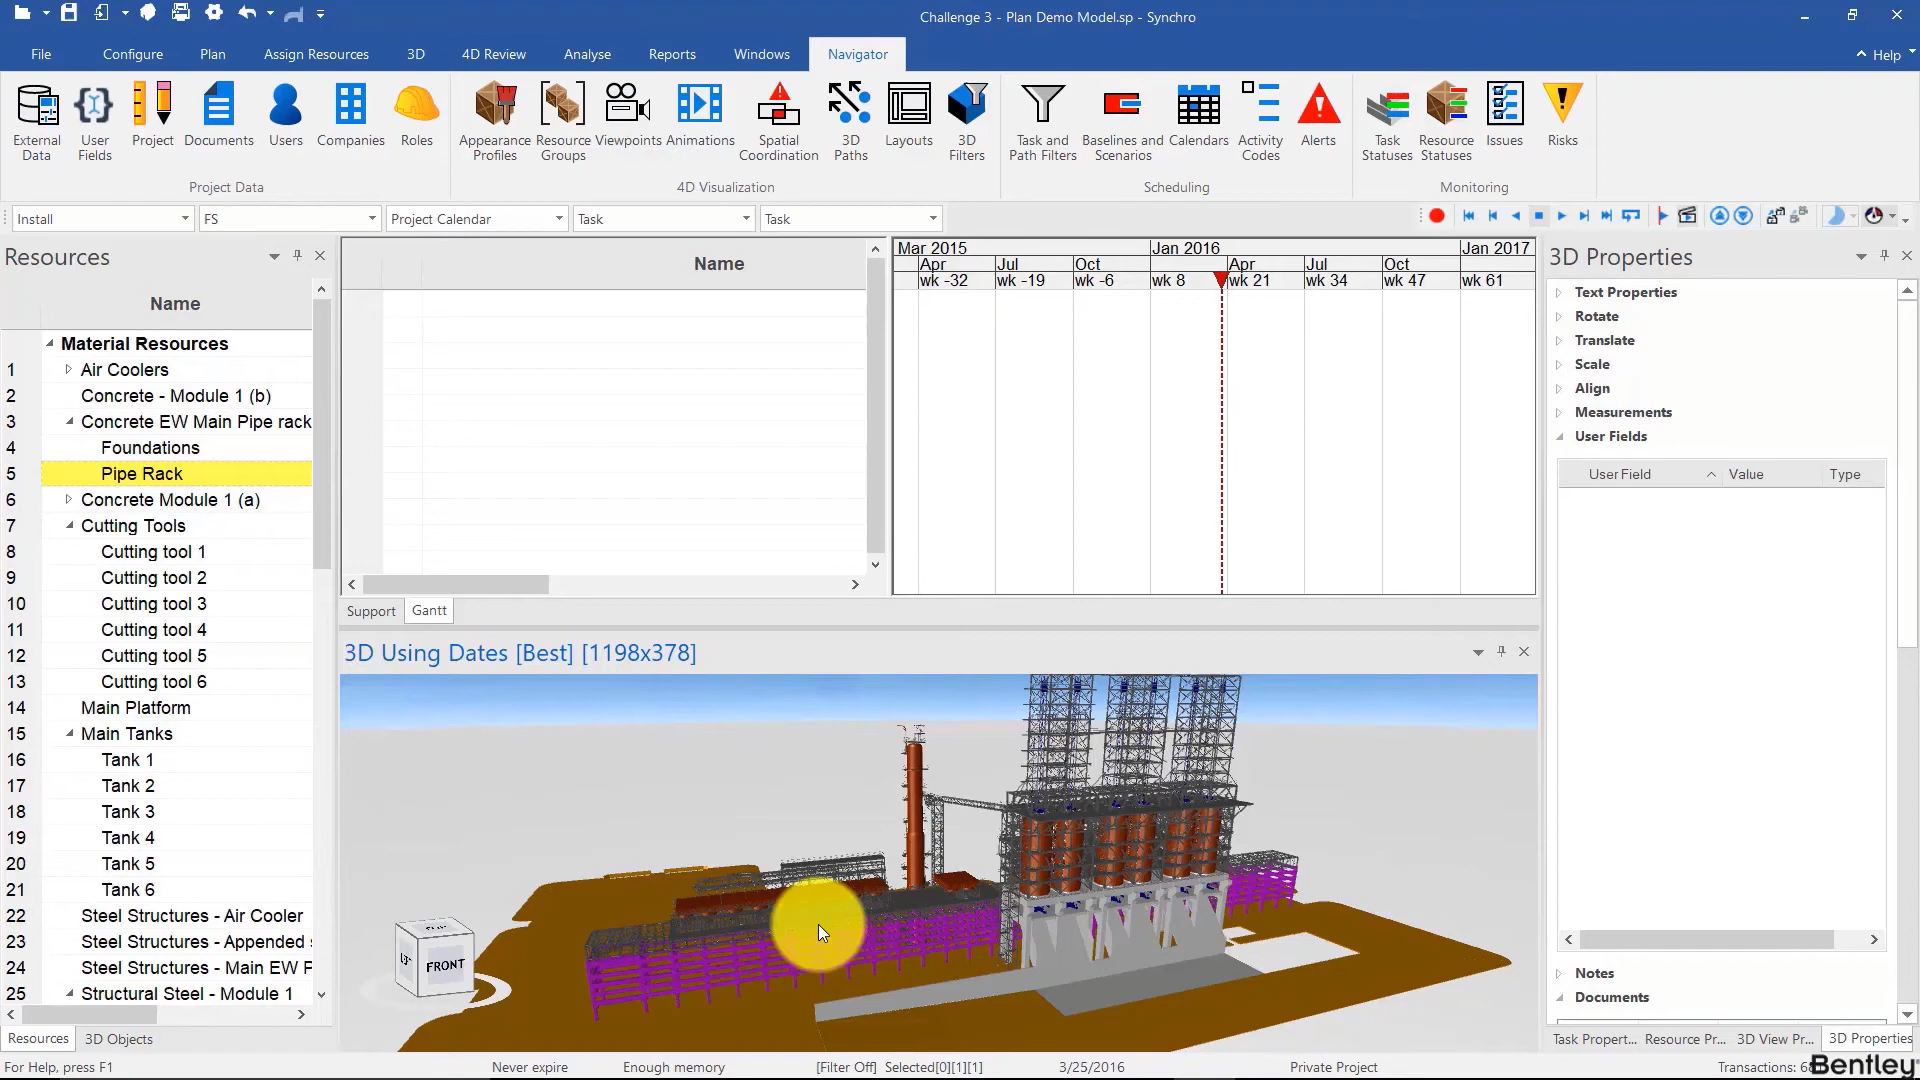 Challenge 3 - Plan Demo Model.sp - Synchro
File Configure Plan Assign Resources 3D 4D Review Analyse Reports Windows Navigator Help
External Data
User Fields
Project
Documents
Users
Companies
Roles
Appearance Profiles
Resource Groups
Viewpoints
Animations
Spatial Coordination
3D Paths
Layouts
3D Filters
Task and Path Filters
Baselines and Scenarios
Calendars
Activity Codes
Alerts
Task Statuses
Resource Statuses
Issues
Risks
Project Data 4D Visualization Scheduling Monitoring
Install FS Project Calendar Task Task
Resources
Name
Material Resources
1 Air Coolers
2 Concrete - Module 1 (b)
3 Concrete EW Main Pipe rack
4 Foundations
5 Pipe Rack
6 Concrete Module 1 (a)
7 Cutting Tools
8 Cutting tool 1
9 Cutting tool 2
10 Cutting tool 3
11 Cutting tool 4
12 Cutting tool 5
13 Cutting tool 6
14 Main Platform
15 Main Tanks
16 Tank 1
17 Tank 2
18 Tank 3
19 Tank 4
20 Tank 5
21 Tank 6
22 Steel Structures - Air Cooler
23 Steel Structures - Appended
24 Steel Structures - Main EW P
25 Structural Steel - Module 1
Resources 3D Objects
Name
Mar 2015 Jan 2016 Jan 2017
Apr Jul Oct Apr Jul Oct
wk -32 wk -19 wk -6 wk 8 wk 21 wk 34 wk 47 wk 61
Support Gantt
3D Using Dates [Best] [1198x378]
FRONT
3D Properties
Text Properties
Rotate
Translate
Scale
Align
Measurements
User Fields
User Field Value Type
Notes
Documents
Task Propert... Resource Pr... 3D View Pr... 3D Properties
For Help, press F1 Never expire Enough memory [Filter Off] Selected[0][1][1] 3/25/2016 Private Project Transactions:
Bentley